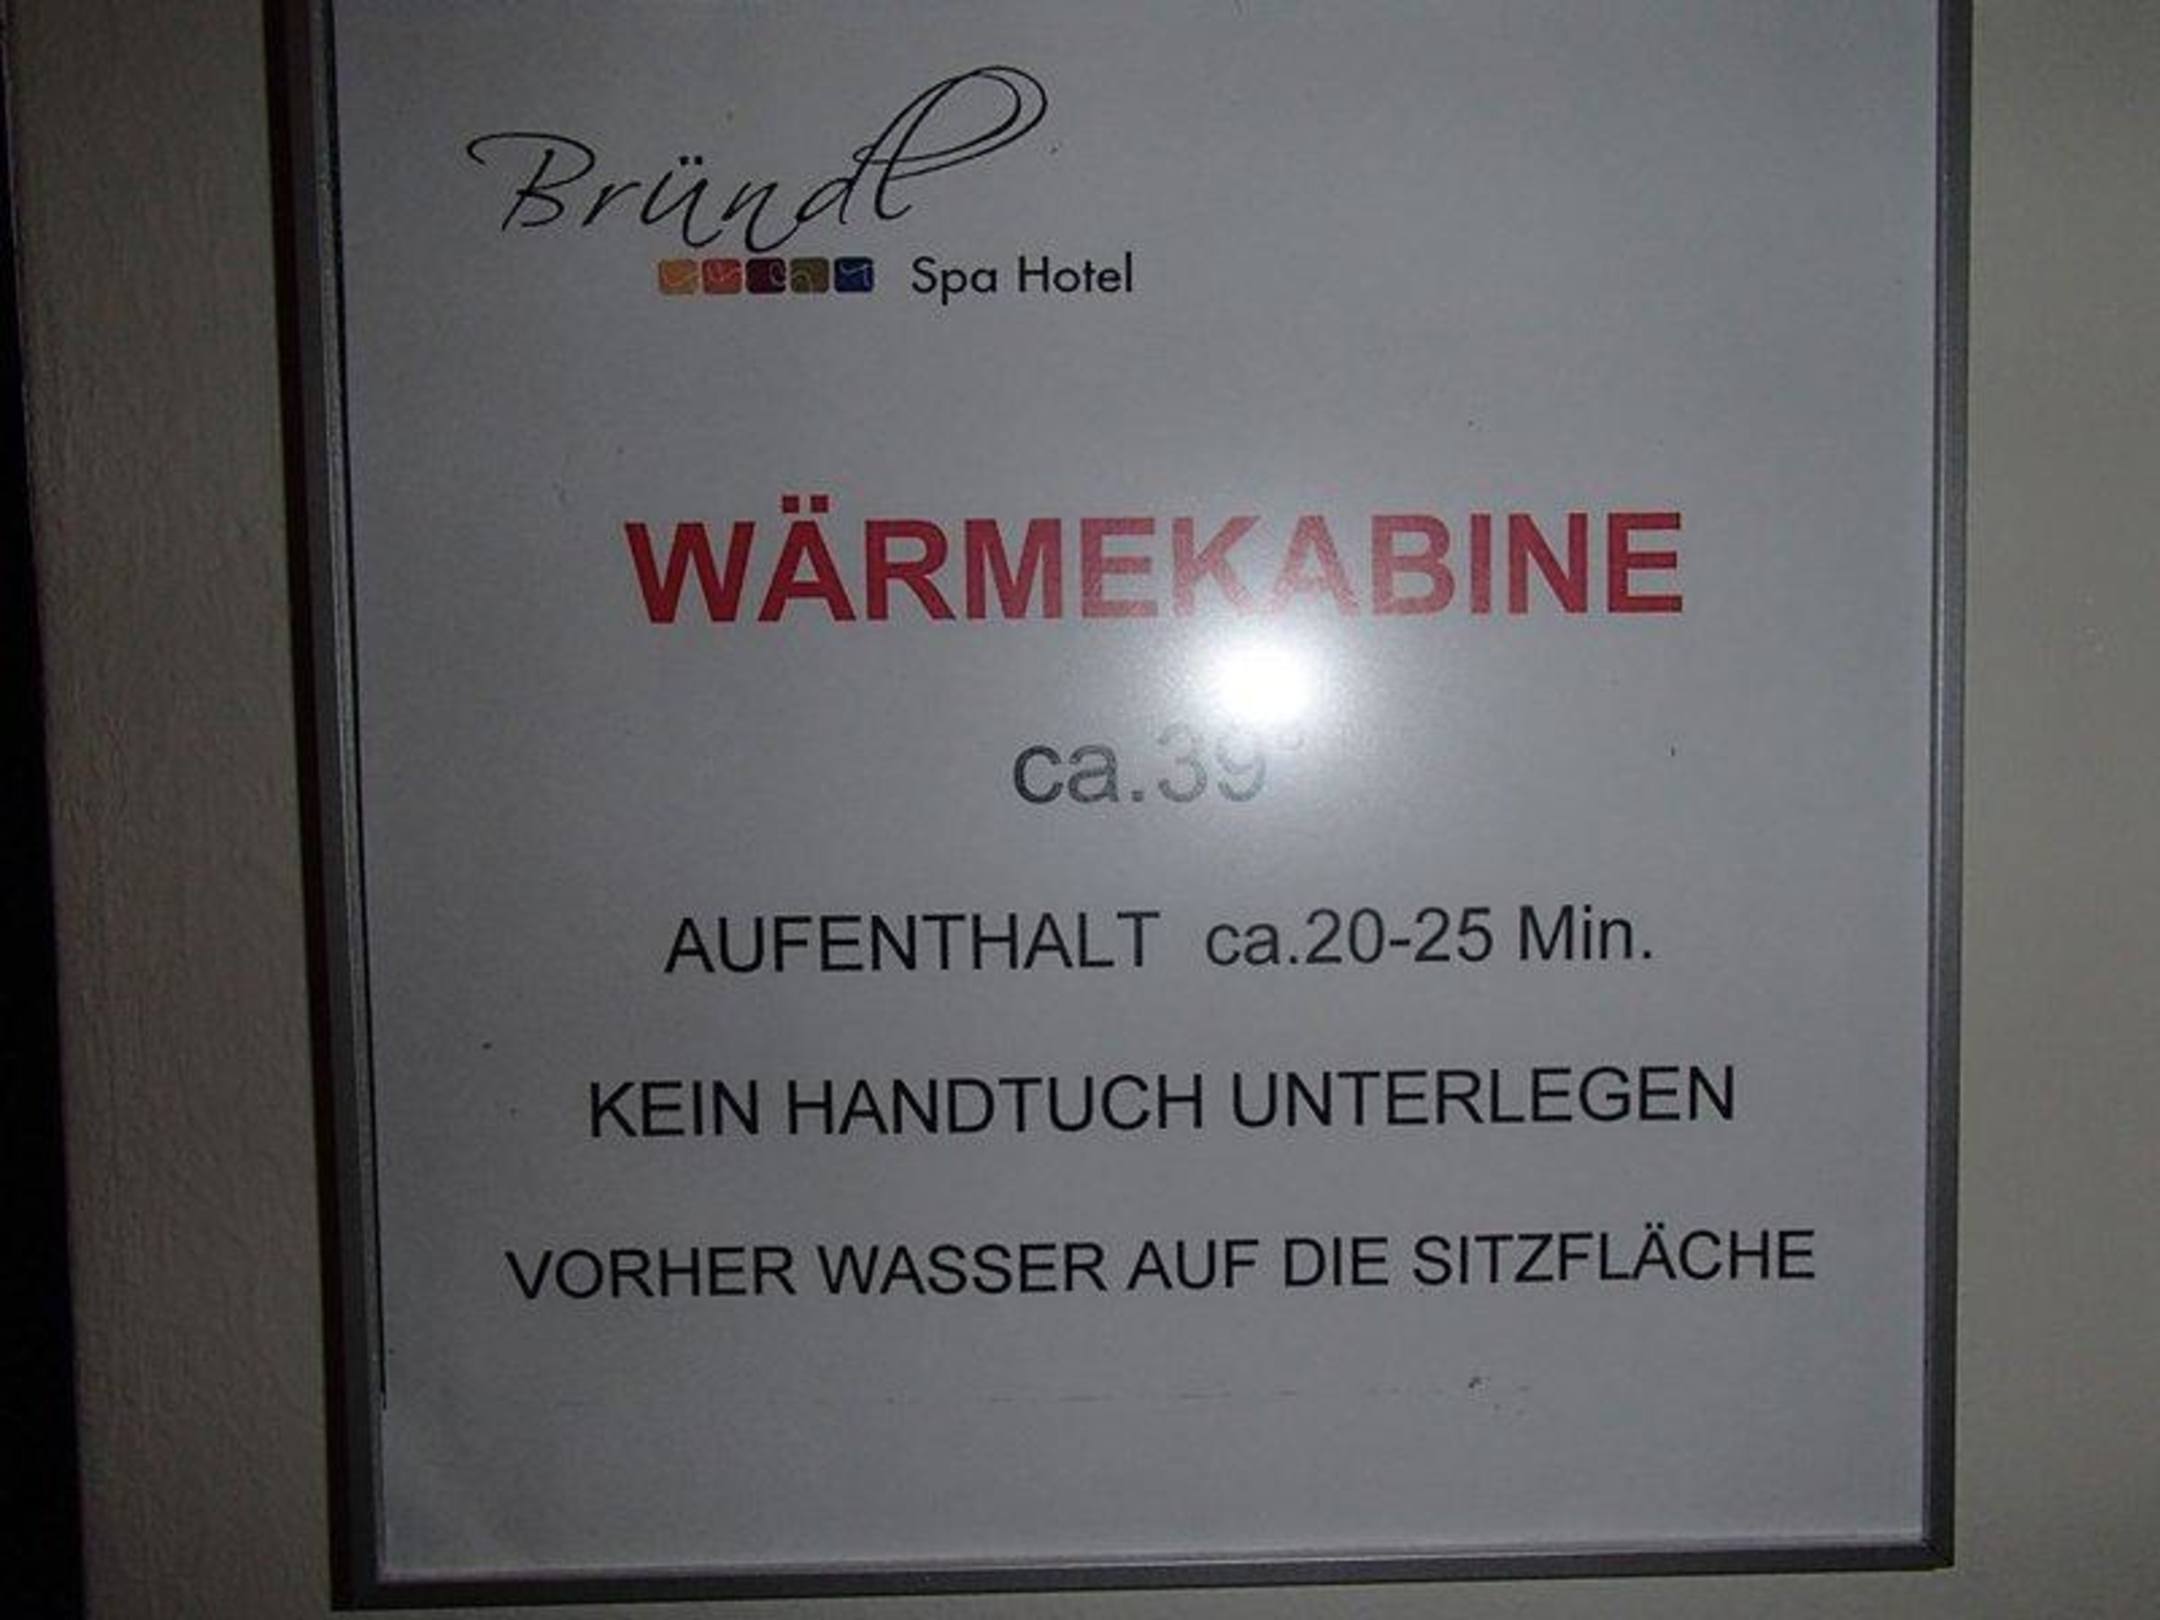 Bründl
Spa Hotel
WÄRMEKABINE
ca.39°
AUFENTHALT ca.20-25 Min.
KEIN HANDTUCH UNTERLEGEN
VORHER WASSER AUF DIE SITZFLÄCHE